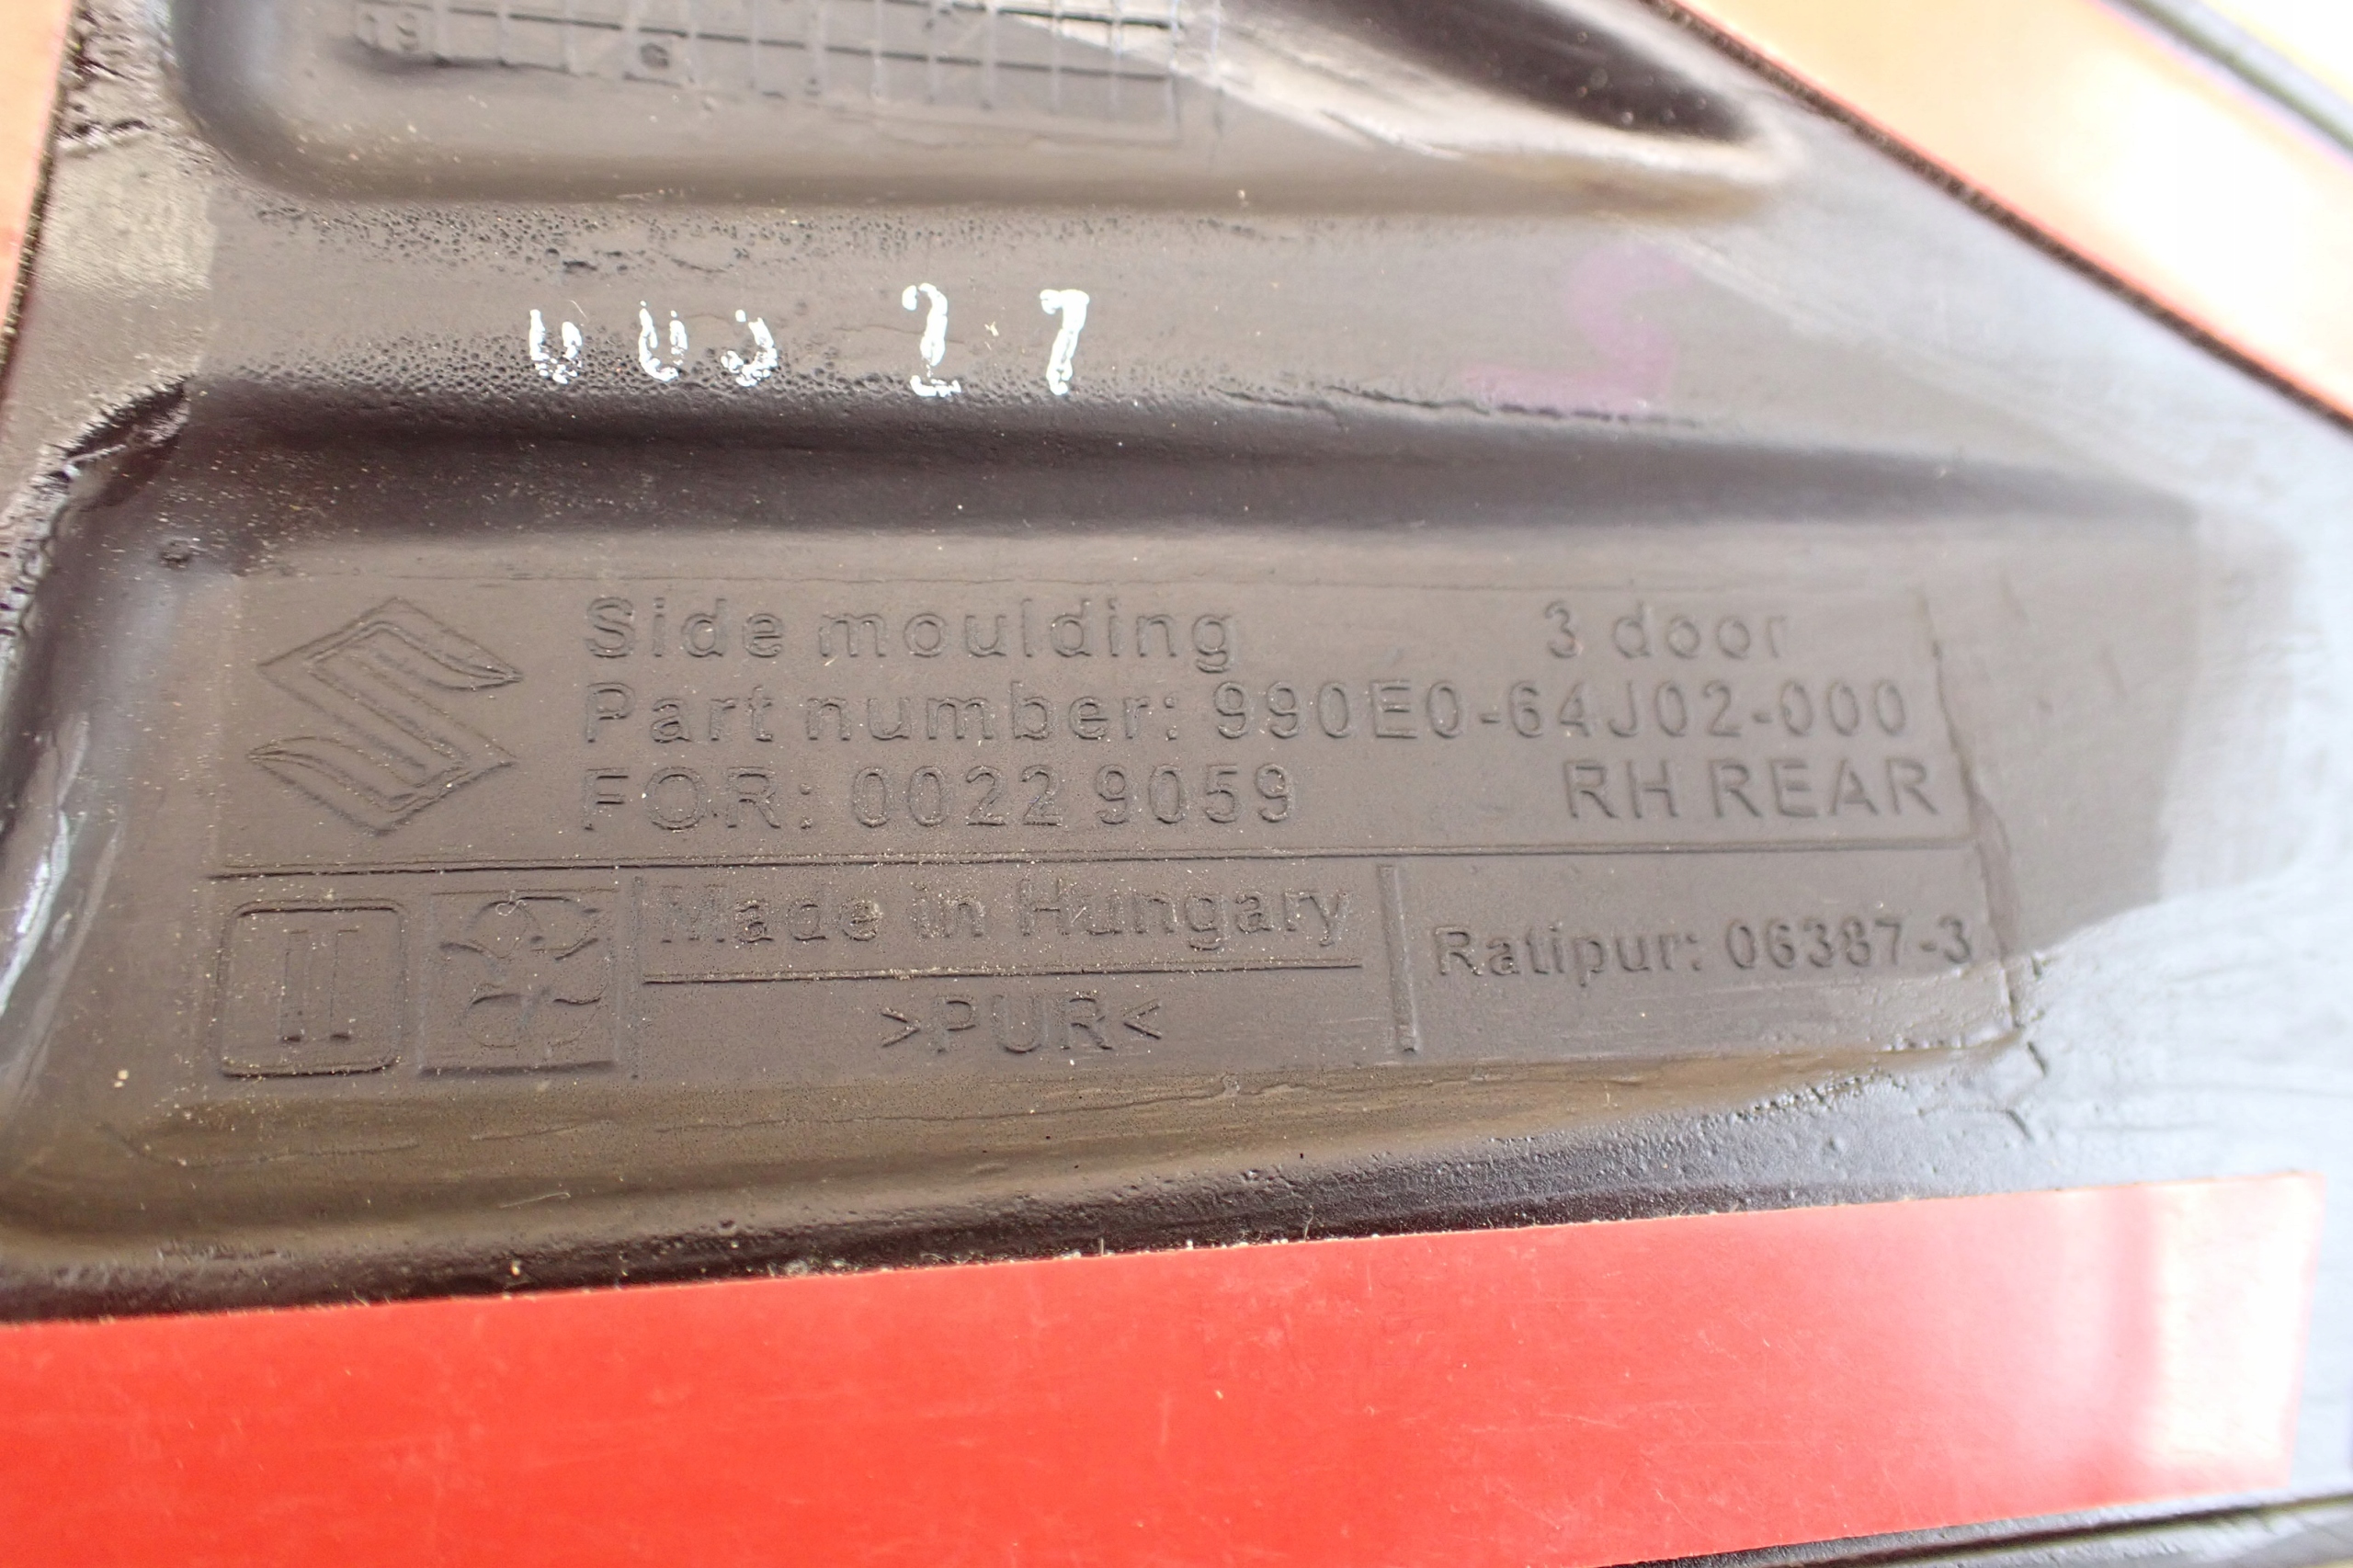 19
Side moulding 3 door
Part number: 990E0-64J02-000
FOR: 0022 9059 RH REAR
Made in Hungary
Ratipur: 06387-3
>PUR<